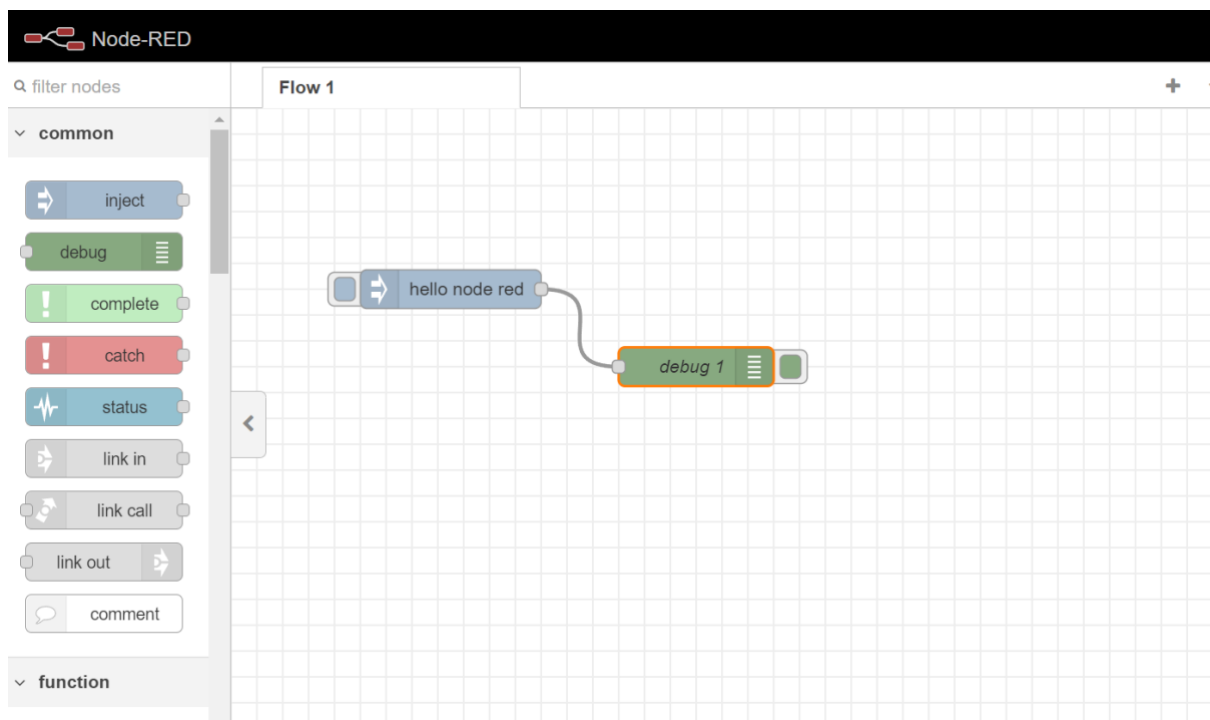 Node-RED
filter nodes
Flow 1
common
inject
debug
complete
catch
status
link in
link call
link out
comment
function
hello node red
debug 1